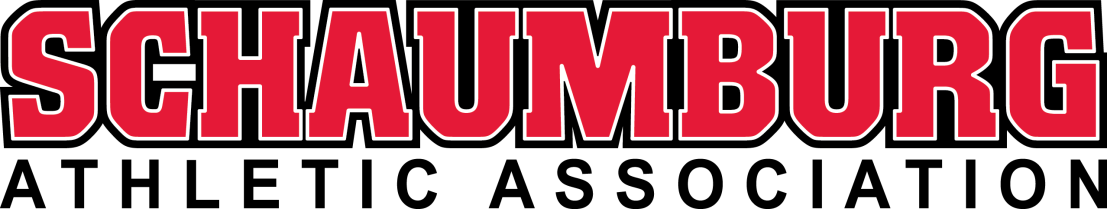 SCHAUMBURG
ATHLETIC ASSOCIATION